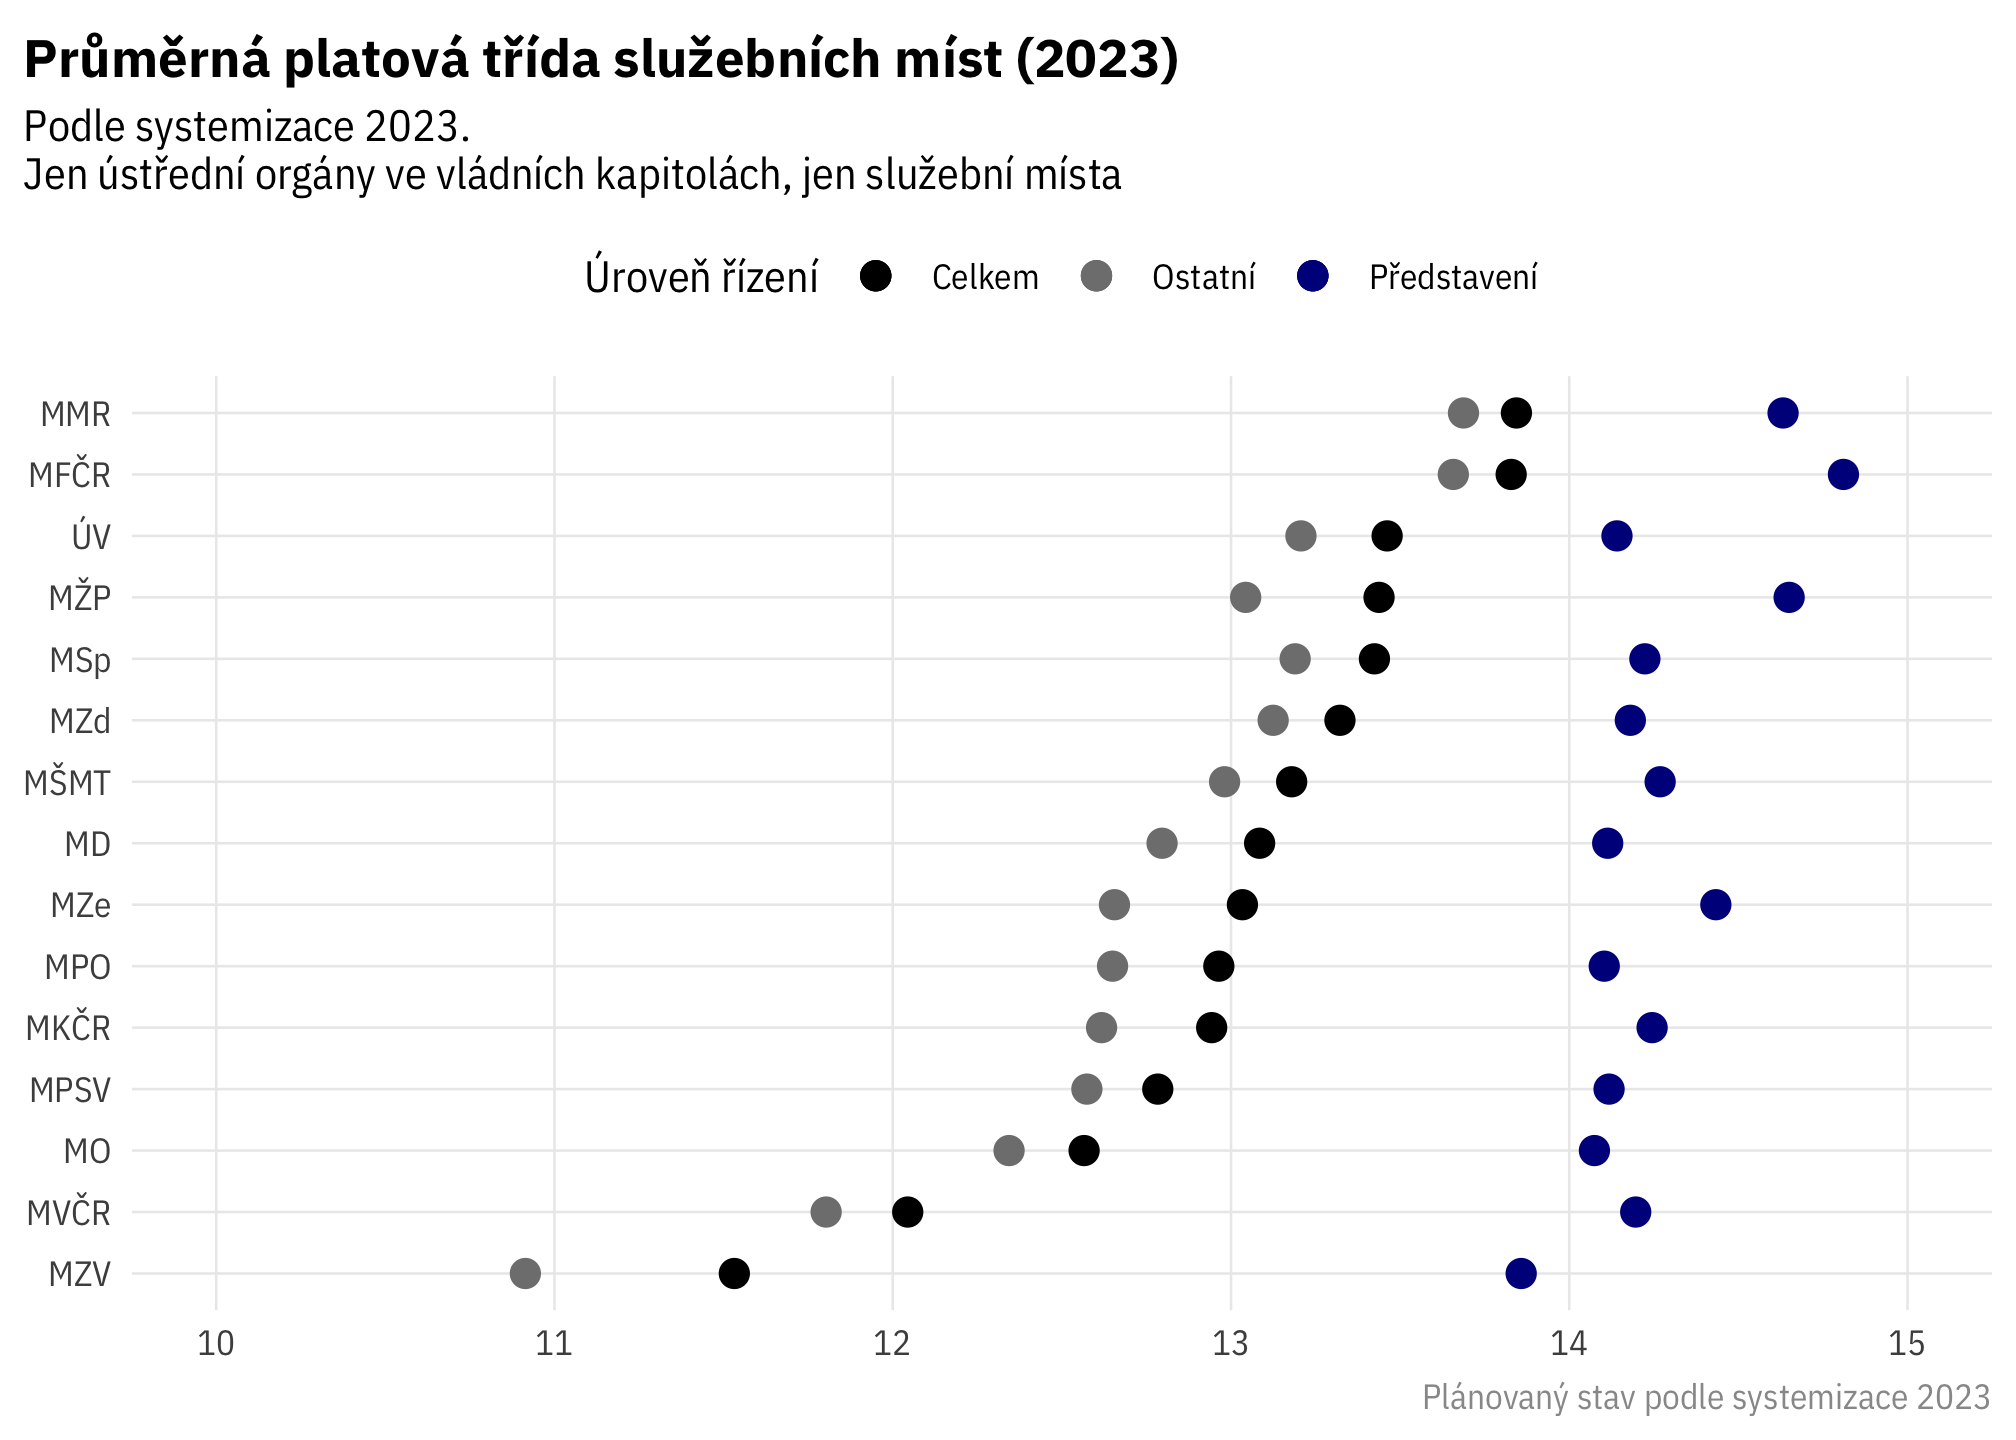 Průměrná platová třída služebních míst (2023)
Podle systemizace 2023.
Jen ústřední orgány ve vládních kapitolách, jen služební místa
Úroveň řízení Celkem Ostatní Představení
MMR
MFČR
ÚV
MŽP
MSp
MZd
MŠMT
MD
MZe
MPO
MKČR
MPSV
MO
MVČR
MZV
10 11 12 13 14 15
Plánovaný stav podle systemizace 2023